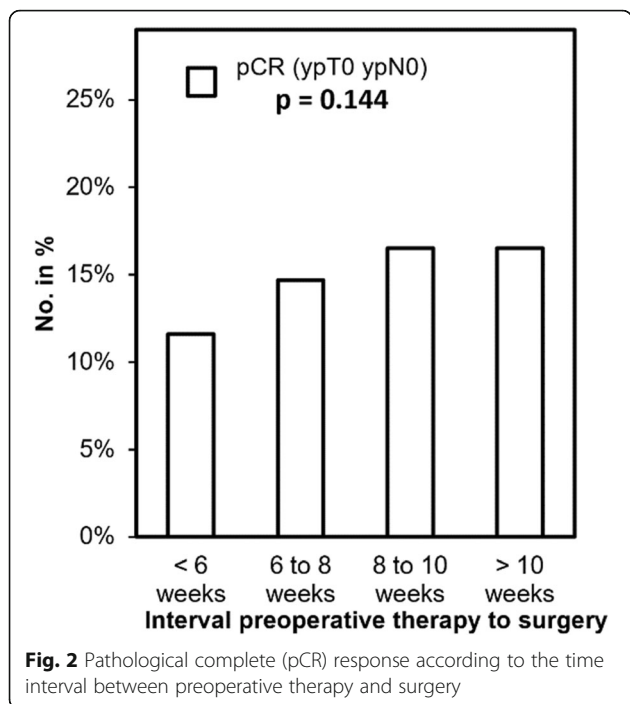 pCR (ypT0 ypN0)
p = 0.144
No. in %
25%
20%
15%
10%
5%
0%
< 6 weeks
6 to 8 weeks
8 to 10 weeks
> 10 weeks
Interval preoperative therapy to surgery
Fig. 2 Pathological complete (pCR) response according to the time
interval between preoperative therapy and surgery